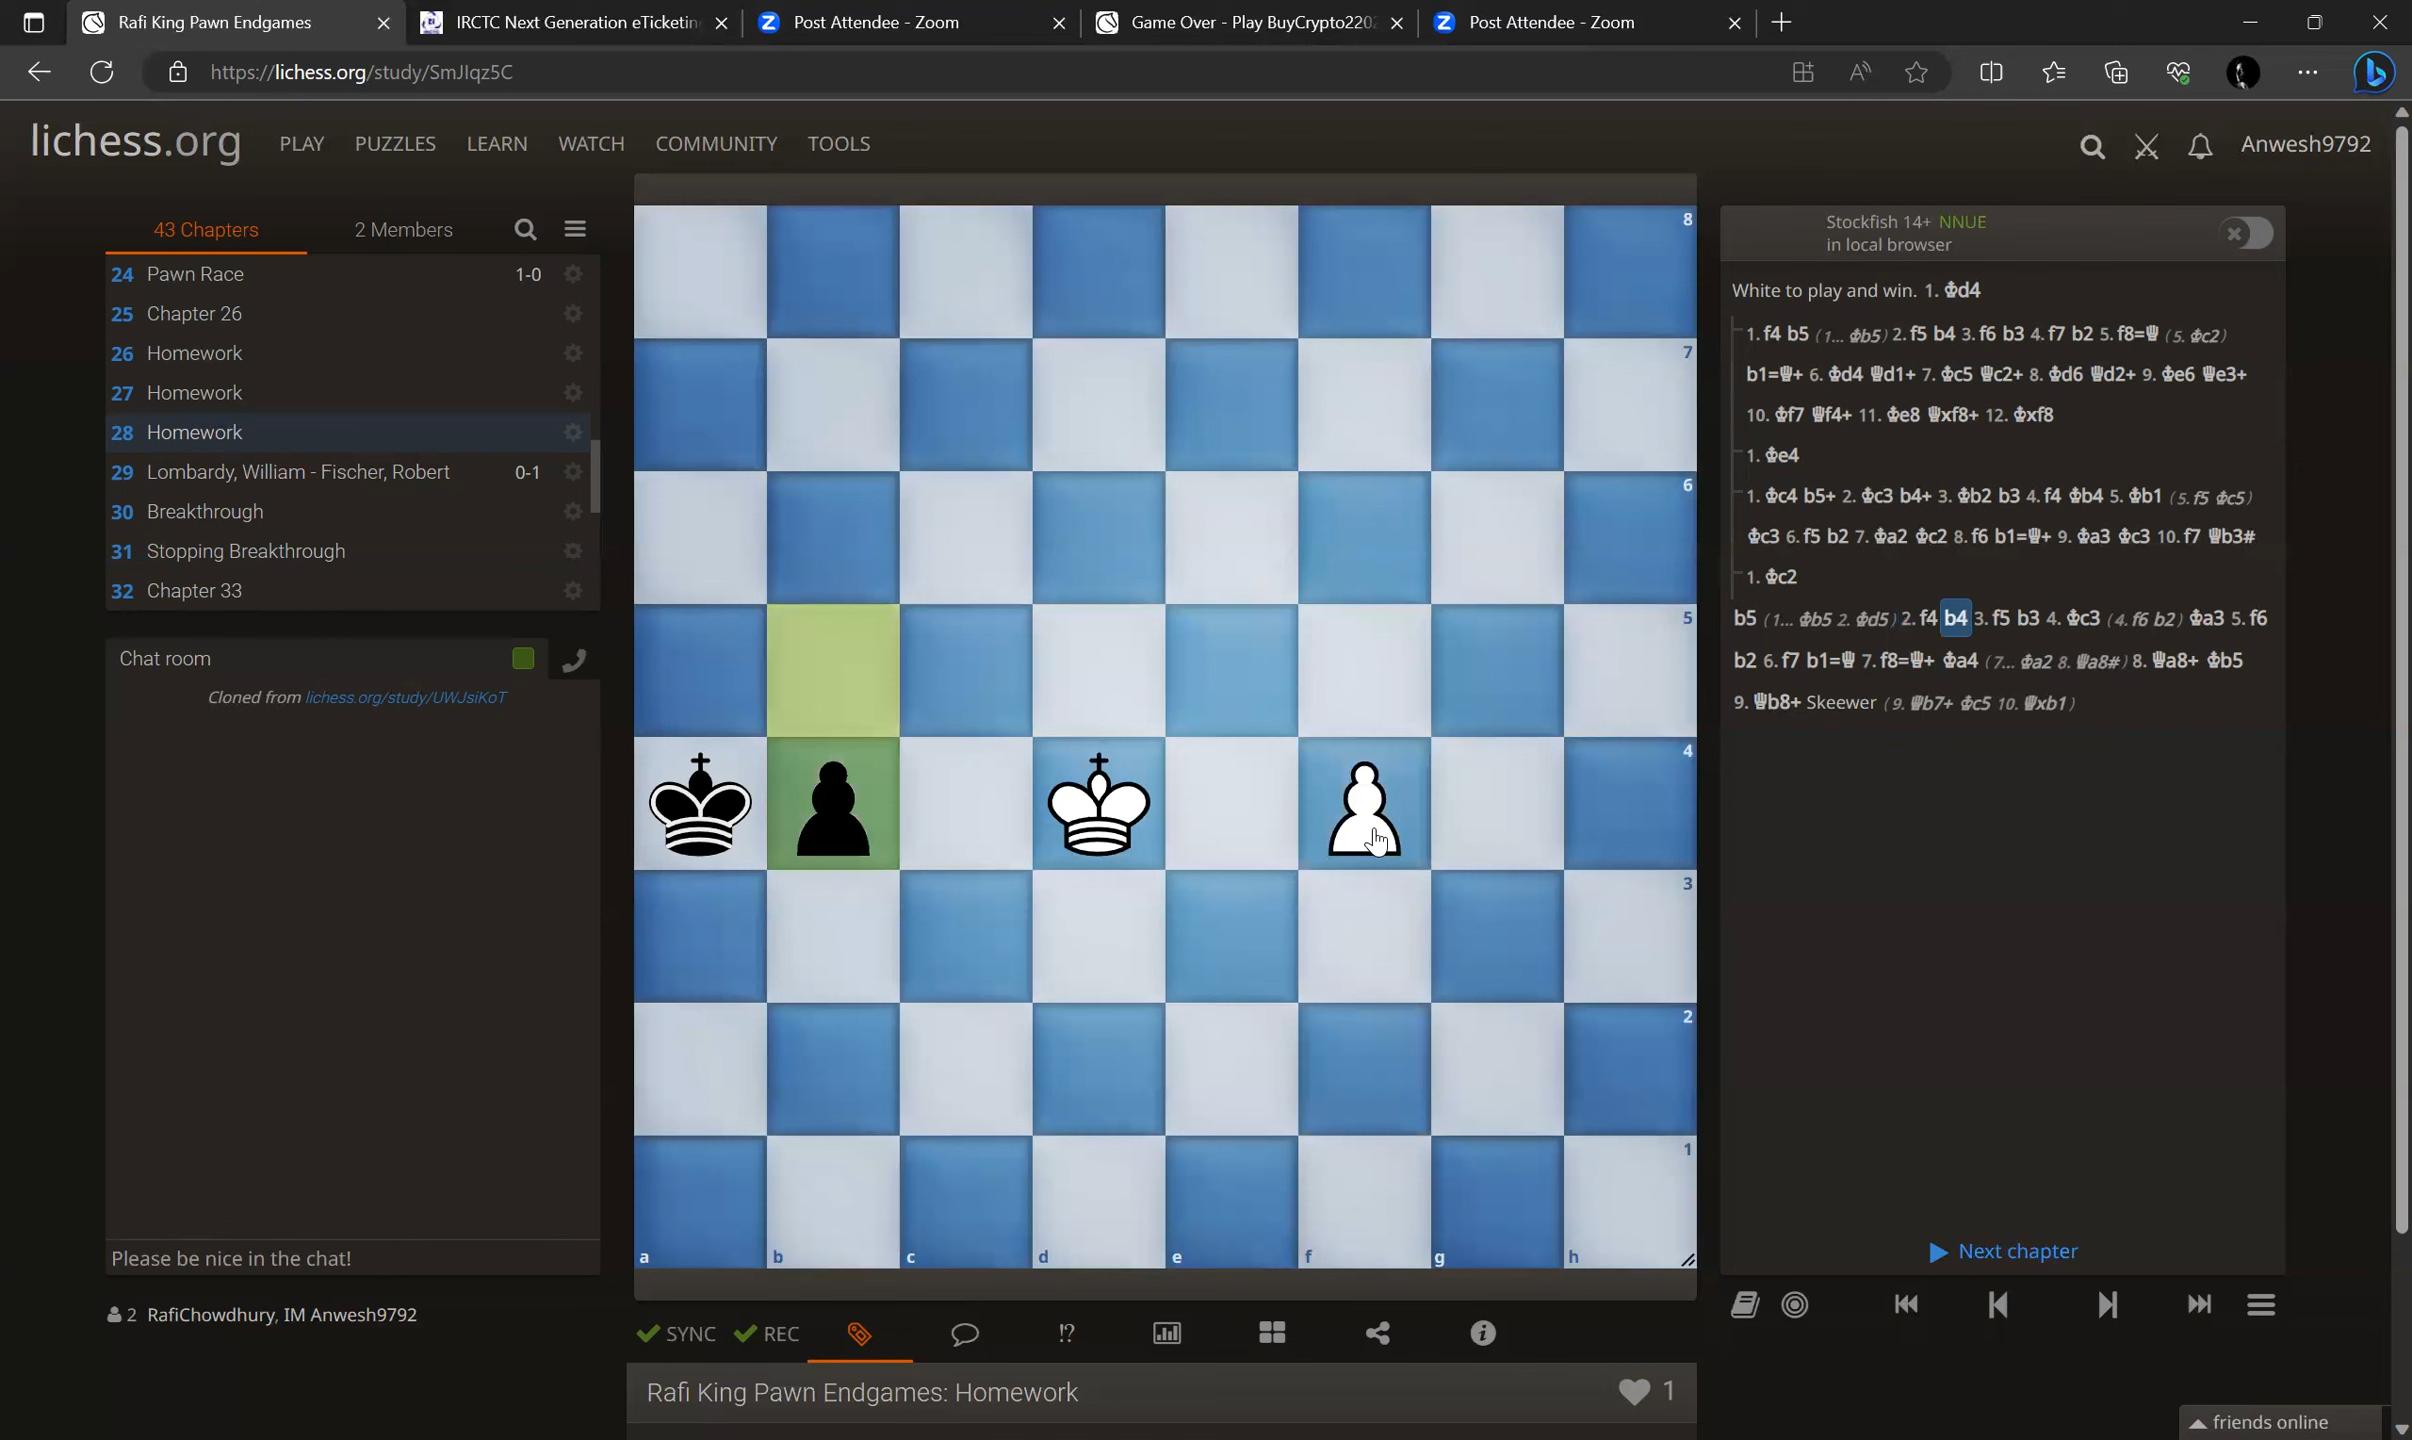 Rafi King Pawn Endgames
IRCTC Next Generation eTicketin
Post Attendee - Zoom
Game Over - Play BuyCrypto220
Post Attendee - Zoom
https://lichess.org/study/SmJIqz5C
lichess.org
PLAY PUZZLES LEARN WATCH COMMUNITY TOOLS
Anwesh9792
43 Chapters
2 Members
24 Pawn Race 1-0
25 Chapter 26
26 Homework
27 Homework
28 Homework
29 Lombardy, William - Fischer, Robert 0-1
30 Breakthrough
31 Stopping Breakthrough
32 Chapter 33
Chat room
Cloned from lichess.org/study/UWJsiKoT
Please be nice in the chat!
2 RafiChowdhury, IM Anwesh9792
8
7
6
5
4
3
2
1
a b c d e f g h
SYNC REC !?
Rafi King Pawn Endgames: Homework
1
Stockfish 14+ NNUE
in local browser
White to play and win. 1. ♚d4
1. f4 b5 (1... ♚b5) 2. f5 b4 3. f6 b3 4. f7 b2 5. f8=♛ (5. ♚c2)
b1=♛+ 6. ♚d4 ♛d1+ 7. ♚c5 ♛c2+ 8. ♚d6 ♛d2+ 9. ♚e6 ♛e3+
10. ♚f7 ♛f4+ 11. ♚e8 ♛xf8+ 12. ♚xf8
1. ♚e4
1. ♚c4 b5+ 2. ♚c3 b4+ 3. ♚b2 b3 4. f4 ♚b4 5. ♚b1 (5. f5 ♚c5)
♚c3 6. f5 b2 7. ♚a2 ♚c2 8. f6 b1=♛+ 9. ♚a3 ♚c3 10. f7 ♛b3#
1. ♚c2
b5 (1... ♚b5 2. ♚d5) 2. f4 b4 3. f5 b3 4. ♚c3 (4. f6 b2) ♚a3 5. f6
b2 6. f7 b1=♛ 7. f8=♛+ ♚a4 (7... ♚a2 8. ♛a8#) 8. ♛a8+ ♚b5
9. ♛b8+ Skeewer (9. ♛b7+ ♚c5 10. ♛xb1)
Next chapter
friends online